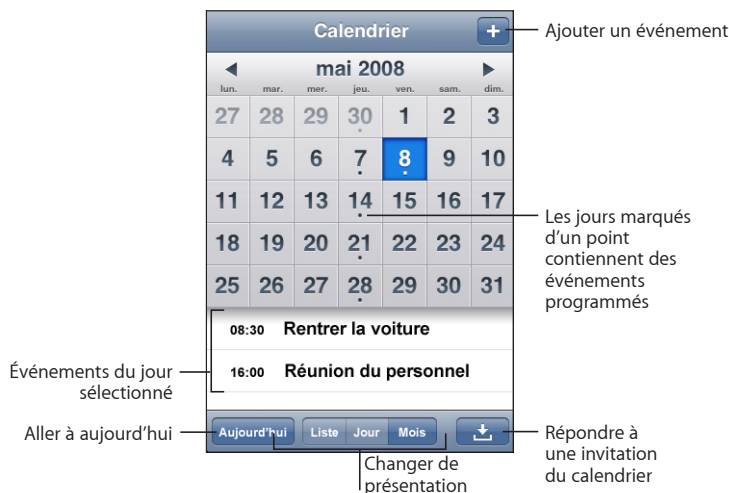 Calendrier
+
Ajouter un événement
mai 2008
lun. mar. mer. jeu. ven. sam. dim.
27 28 29 30 1 2 3
4 5 6 7 8 9 10
11 12 13 14 15 16 17
18 19 20 21 22 23 24
25 26 27 28 29 30 31
Les jours marqués
d'un point
contiennent des
événements
programmés
08:30 Rentrer la voiture
16:00 Réunion du personnel
Événements du jour
sélectionné
Aller à aujourd'hui
Aujourd'hui Liste Jour Mois
Changer de
présentation
Répondre à
une invitation
du calendrier